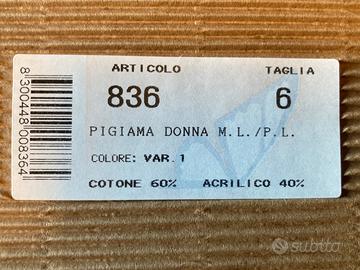 ARTICOLO TAGLIA
836 6
PIGIAMA DONNA M.L./P.L.
COLORE: VAR.1
COTONE 60% ACRILICO 40%
8300448008364
subito